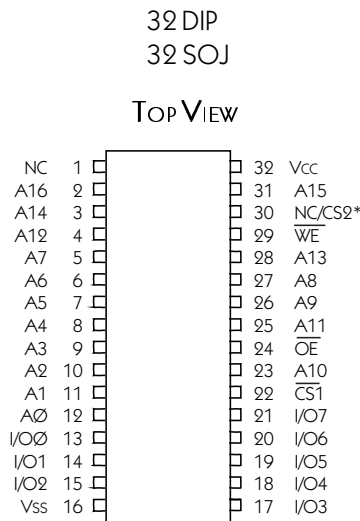 32 DIP
32 SOJ
TOP VIEW
NC 1 32 Vcc
A16 2 31 A15
A14 3 30 NC/CS2*
A12 4 29 W̅E̅
A7 5 28 A13
A6 6 27 A8
A5 7 26 A9
A4 8 25 A11
A3 9 24 O̅E̅
A2 10 23 A10
A1 11 22 C̅S̅1̅
AØ 12 21 I/O7
I/OØ 13 20 I/O6
I/O1 14 19 I/O5
I/O2 15 18 I/O4
Vss 16 17 I/O3